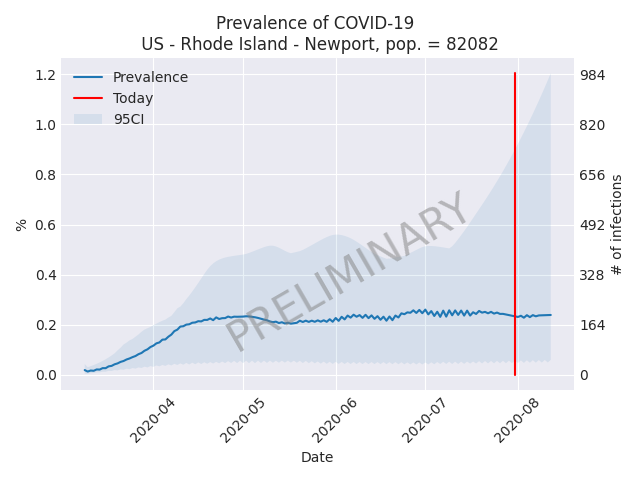 Prevalence of COVID-19
US - Rhode Island - Newport, pop. = 82082
Prevalence
Today
95CI
PRELIMINARY
%
1.2
1.0
0.8
0.6
0.4
0.2
0.0
984
820
656
492
328
164
0
# of infections
2020-04
2020-05
2020-06
2020-07
2020-08
Date